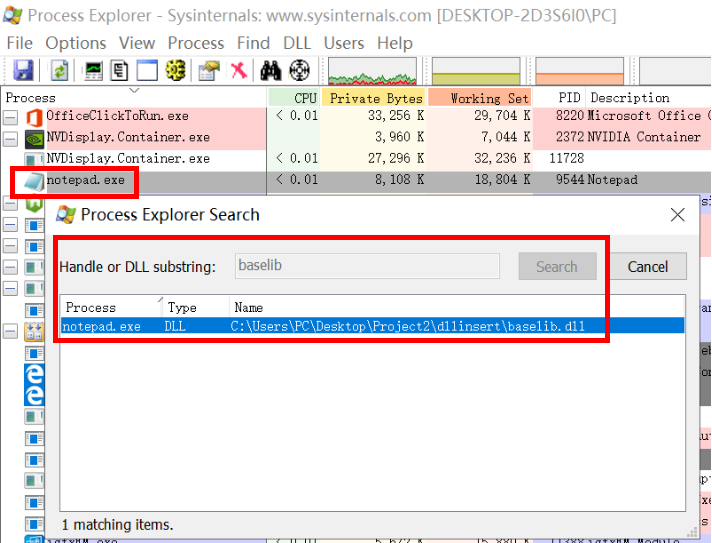 Process Explorer - Sysinternals: www.sysinternals.com [DESKTOP-2D3S6I0\PC]
File Options View Process Find DLL Users Help
Process CPU Private Bytes Working Set PID Description
OfficeClickToRun.exe < 0.01 33,256 K 29,704 K 8220 Microsoft Office
NVDisplay.Container.exe 3,960 K 7,044 K 2372 NVIDIA Container
NVDisplay.Container.exe < 0.01 27,296 K 32,236 K 11728
notepad.exe < 0.01 8,108 K 18,804 K 9544 Notepad
Process Explorer Search
Handle or DLL substring: baselib Search Cancel
Process Type Name
notepad.exe DLL C:\Users\PC\Desktop\Project2\dllinsert\baselib.dll
1 matching items.